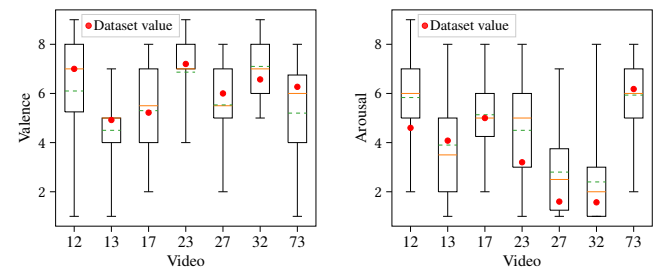 Dataset value
8
6
4
2
Valence
12 13 17 23 27 32 73
Video
Dataset value
8
6
4
2
Arousal
12 13 17 23 27 32 73
Video